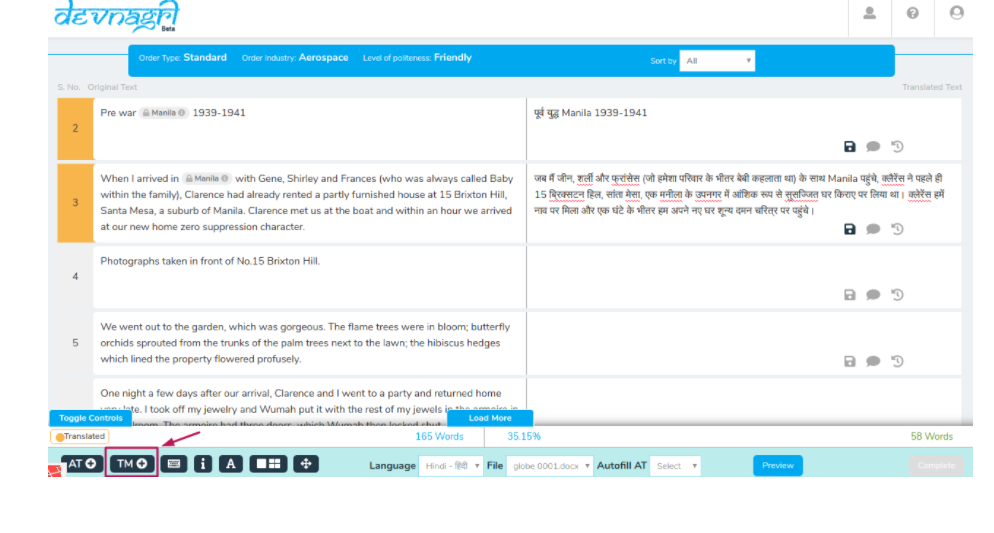 devnagri
Beta
Order Type: Standard Order Industry: Aerospace Level of politeness: Friendly Sort by All
S. No. Original Text Translated Text
2
Pre war Manila 1939-1941
पूर्व युद्ध Manila 1939-1941
3
When I arrived in Manila with Gene, Shirley and Frances (who was always called Baby
within the family), Clarence had already rented a partly furnished house at 15 Brixton Hill,
Santa Mesa, a suburb of Manila. Clarence met us at the boat and within an hour we arrived
at our new home zero suppression character.
जब मैं जीन, शर्ली और फ्रांसेस (जो हमेशा परिवार के भीतर बेबी कहलाता था) के साथ Manila पहुंचे, क्लैरेंस ने पहले ही
15 ब्रिक्सटन हिल, सांता मेसा, एक मनीला के उपनगर में आंशिक रूप से सुसज्जित घर किराए पर लिया था। क्लेरेंस हमें
नाव पर मिला और एक घंटे के भीतर हम अपने नए घर शून्य दमन चरित्र पर पहुंचे।
4
Photographs taken in front of No.15 Brixton Hill.
5
We went out to the garden, which was gorgeous. The flame trees were in bloom; butterfly
orchids sprouted from the trunks of the palm trees next to the lawn; the hibiscus hedges
which lined the property flowered profusely.
One night a few days after our arrival, Clarence and I went to a party and returned home
late. I took off my jewelry and Wumah put it with the rest of my jewels in the armoire in
The armoire had three doors, which Wumah then locked shut
Toggle Controls Load More
Translated 165 Words 35.15% 58 Words
AT TM i A Language Hindi - हिंदी File globe 0001.docx Autofill AT Select Preview Complete